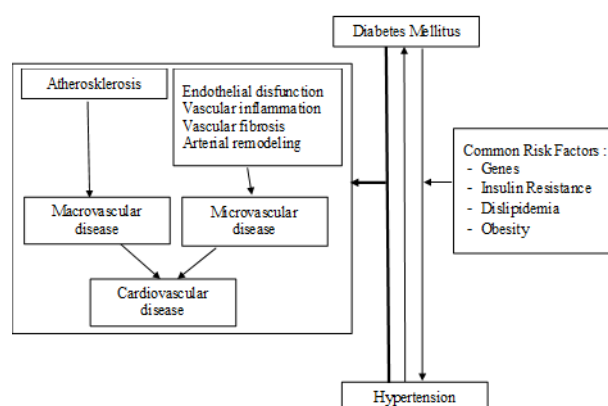 Diabetes Mellitus
Atherosklerosis
Endothelial disfunction
Vascular inflammation
Vascular fibrosis
Arterial remodeling
Common Risk Factors :
- Genes
- Insulin Resistance
- Dislipidemia
- Obesity
Macrovascular
disease
Microvascular
disease
Cardiovascular
disease
Hypertension